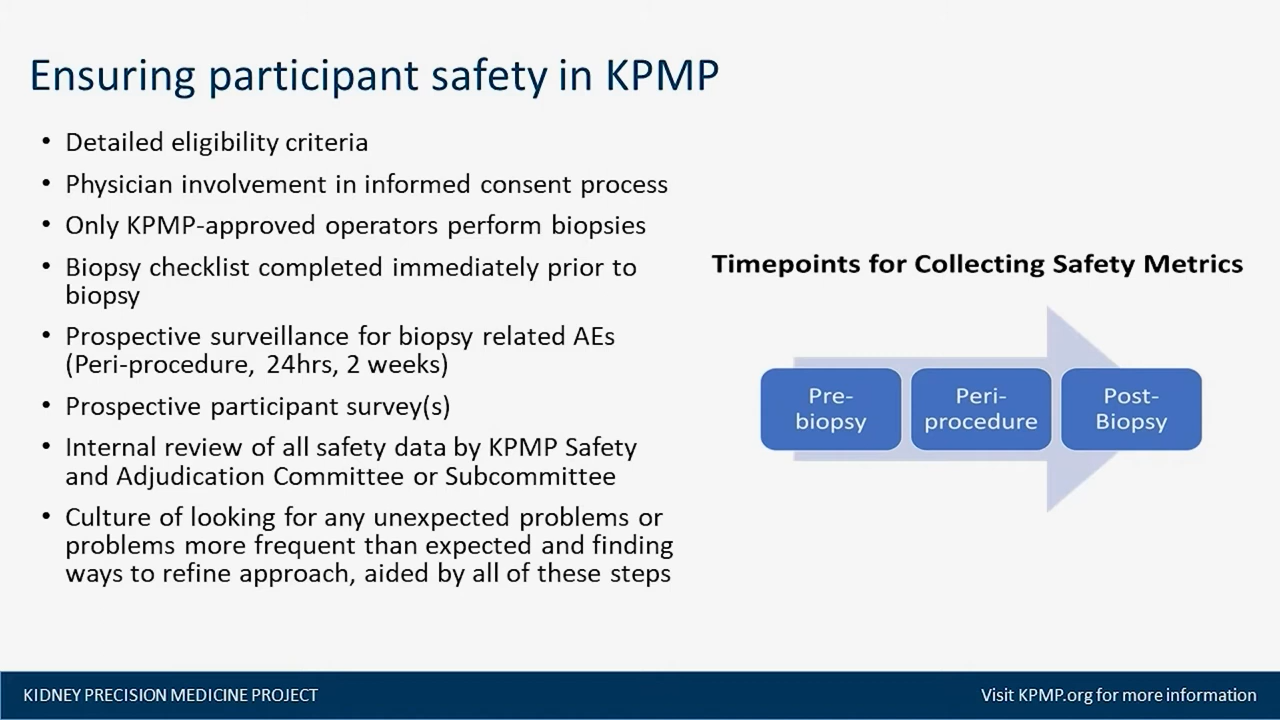 Ensuring participant safety in KPMP
• Detailed eligibility criteria
• Physician involvement in informed consent process
• Only KPMP-approved operators perform biopsies
• Biopsy checklist completed immediately prior to
biopsy
• Prospective surveillance for biopsy related AEs
(Peri-procedure, 24hrs, 2 weeks)
• Prospective participant survey(s)
• Internal review of all safety data by KPMP Safety
and Adjudication Committee or Subcommittee
• Culture of looking for any unexpected problems or
problems more frequent than expected and finding
ways to refine approach, aided by all of these steps
Timepoints for Collecting Safety Metrics
Pre-
biopsy
Peri-
procedure
Post-
Biopsy
KIDNEY PRECISION MEDICINE PROJECT
Visit KPMP.org for more information